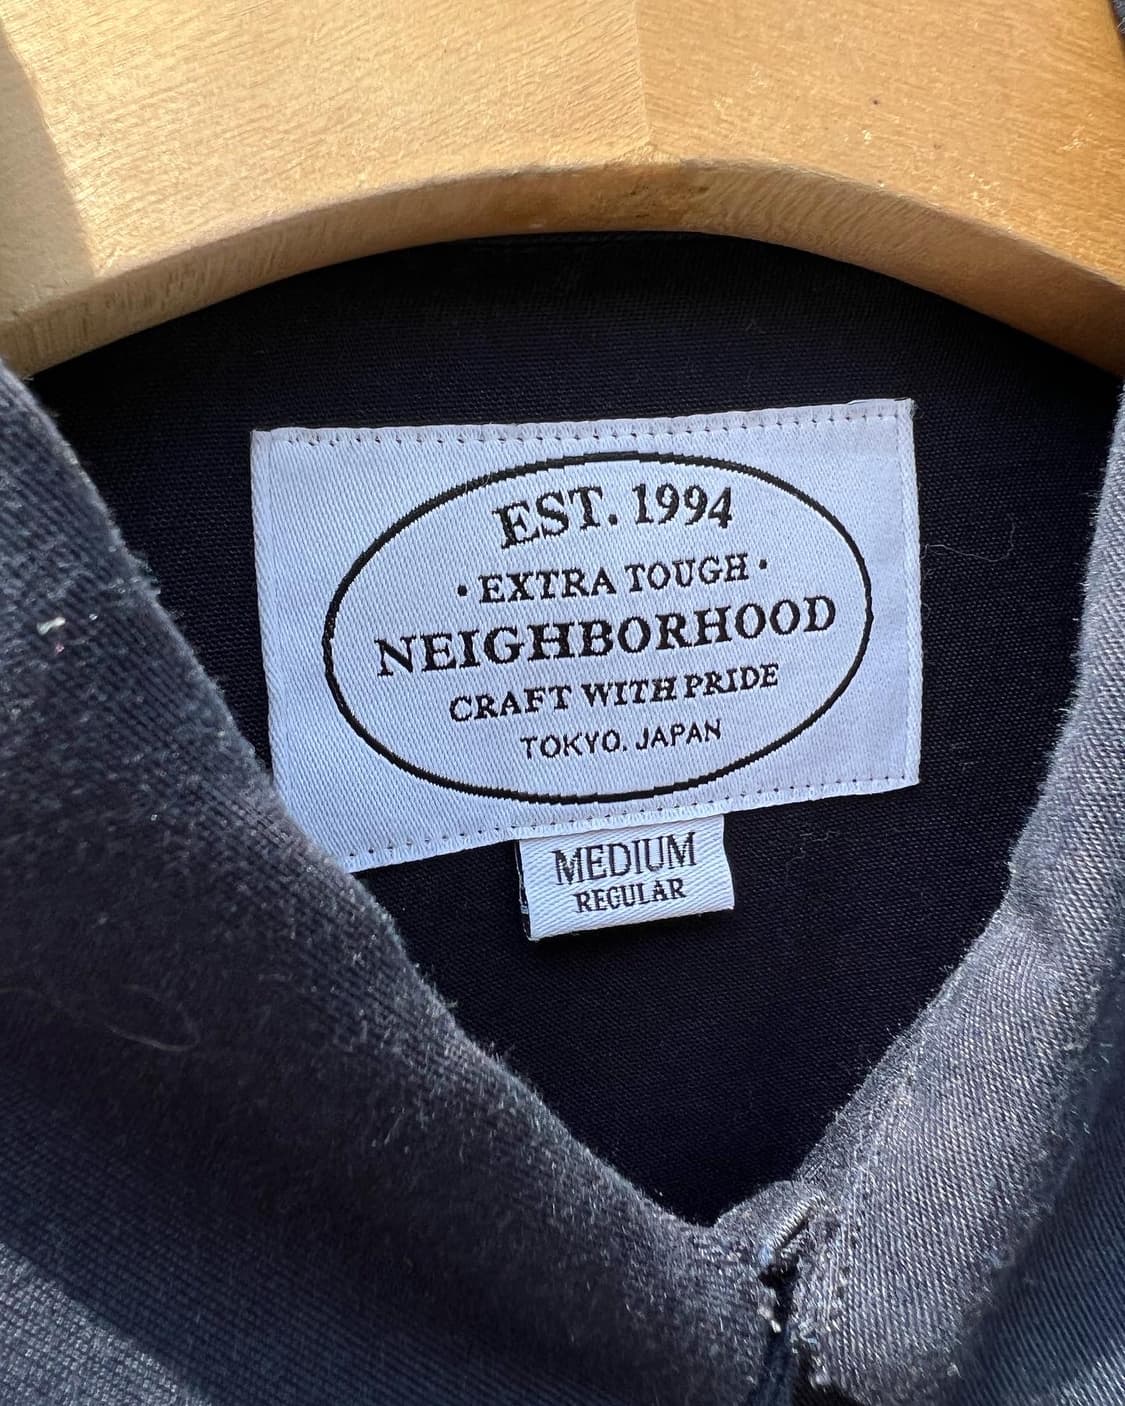 EST. 1994
· EXTRA TOUGH ·
NEIGHBORHOOD
CRAFT WITH PRIDE
TOKYO. JAPAN
MEDIUM
REGULAR